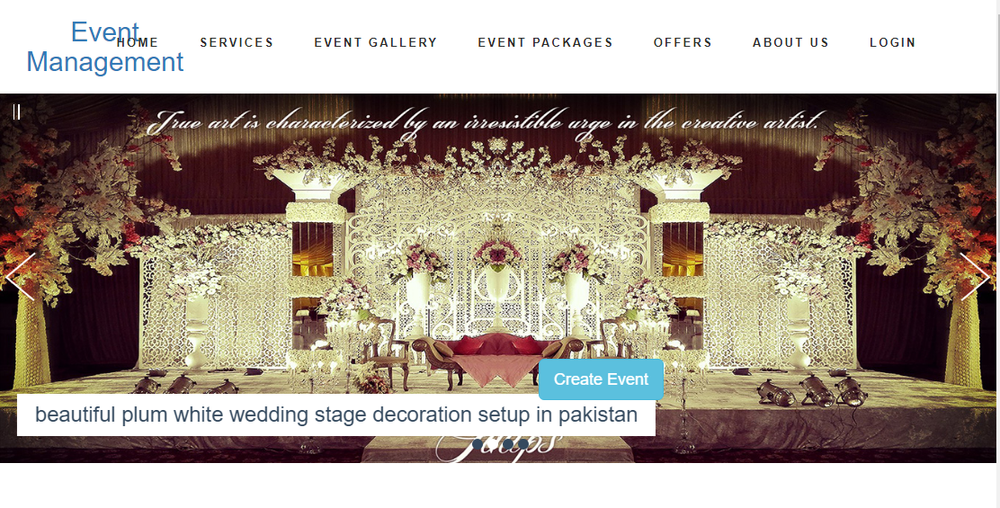 Event
Management
HOME
SERVICES
EVENT GALLERY
EVENT PACKAGES
OFFERS
ABOUT US
LOGIN
True art is characterized by an irresistible urge in the creative artist.
Create Event
beautiful plum white wedding stage decoration setup in pakistan